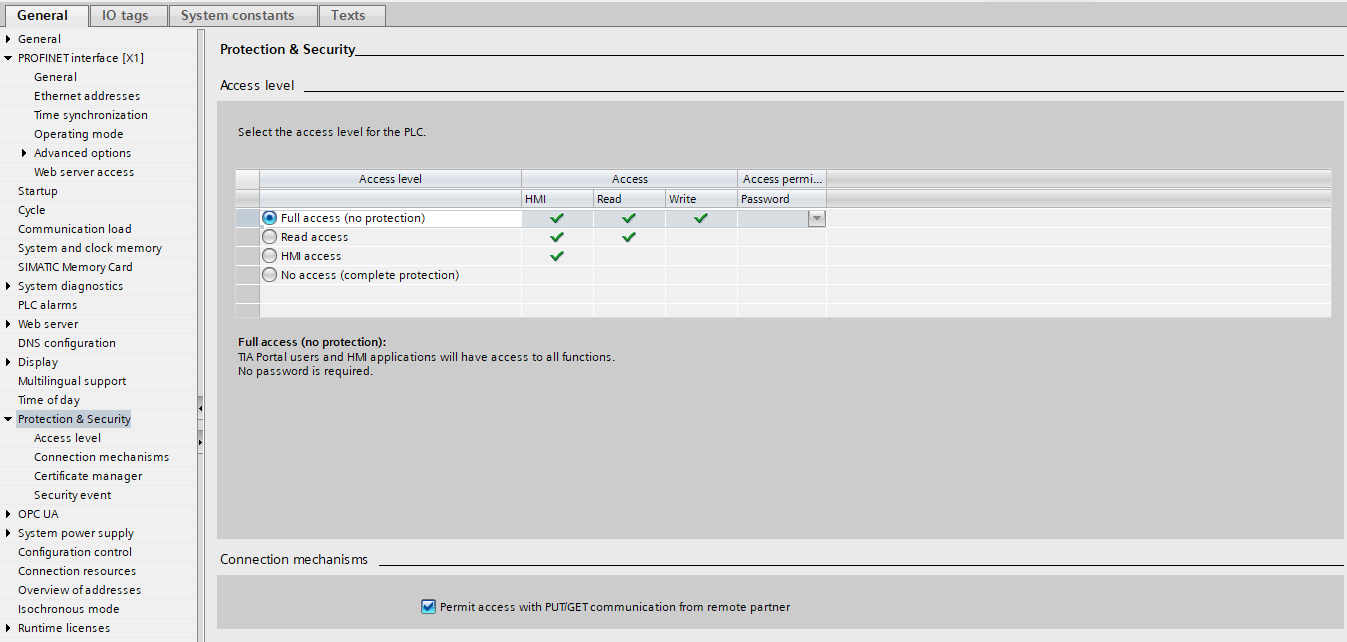 General
IO tags
System constants
Texts
General
PROFINET interface [X1]
General
Ethernet addresses
Time synchronization
Operating mode
Advanced options
Web server access
Startup
Cycle
Communication load
System and clock memory
SIMATIC Memory Card
System diagnostics
PLC alarms
Web server
DNS configuration
Display
Multilingual support
Time of day
Protection & Security
Access level
Connection mechanisms
Certificate manager
Security event
OPC UA
System power supply
Configuration control
Connection resources
Overview of addresses
Isochronous mode
Runtime licenses
Protection & Security
Access level
Select the access level for the PLC.
Access level Access Access permi...
HMI Read Write Password
Full access (no protection)
Read access
HMI access
No access (complete protection)
Full access (no protection):
TIA Portal users and HMI applications will have access to all functions.
No password is required.
Connection mechanisms
Permit access with PUT/GET communication from remote partner